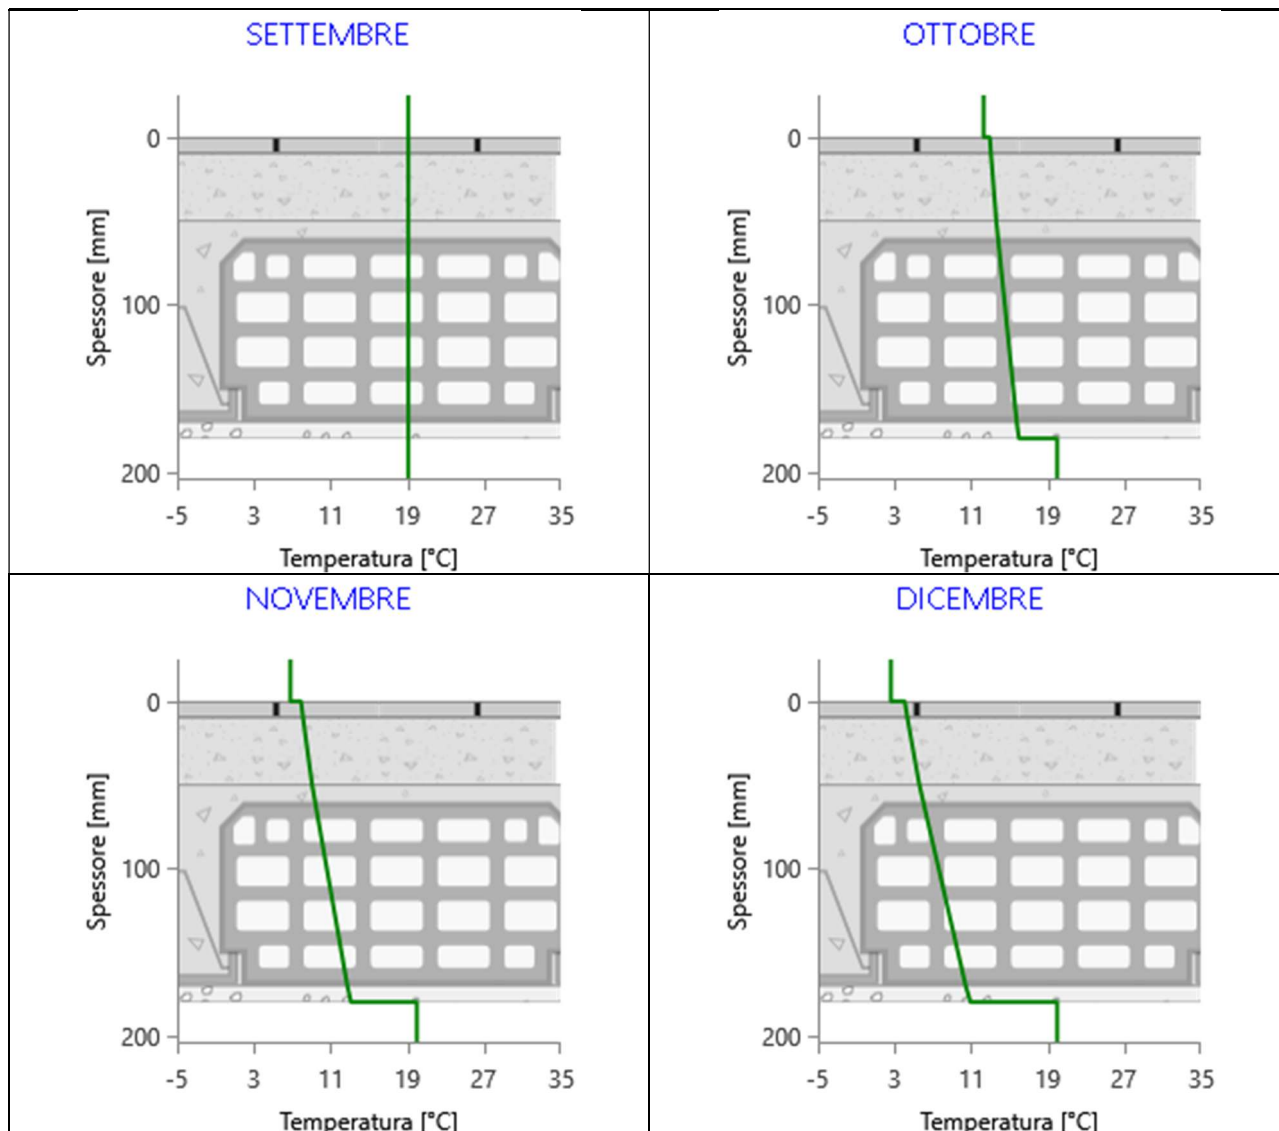 SETTEMBRE
0
100
200
Spessore [mm]
-5 3 11 19 27 35
Temperatura [°C]
OTTOBRE
0
100
200
Spessore [mm]
-5 3 11 19 27 35
Temperatura [°C]
NOVEMBRE
0
100
200
Spessore [mm]
-5 3 11 19 27 35
Temperatura [°C]
DICEMBRE
0
100
200
Spessore [mm]
-5 3 11 19 27 35
Temperatura [°C]